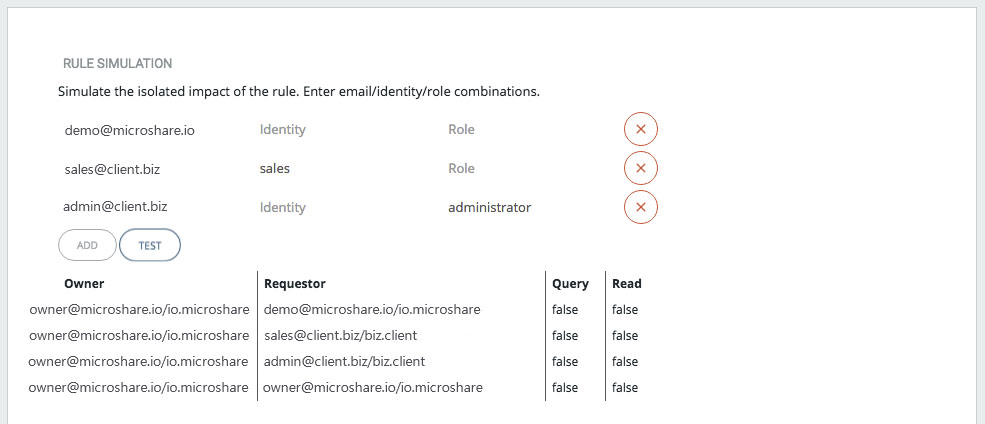 RULE SIMULATION
Simulate the isolated impact of the rule. Enter email/identity/role combinations.
demo@microshare.io Identity Role
sales@client.biz sales Role
admin@client.biz Identity administrator
ADD TEST
Owner Requestor Query Read
owner@microshare.io/io.microshare demo@microshare.io/io.microshare false false
owner@microshare.io/io.microshare sales@client.biz/biz.client false false
owner@microshare.io/io.microshare admin@client.biz/biz.client false false
owner@microshare.io/io.microshare owner@microshare.io/io.microshare false false